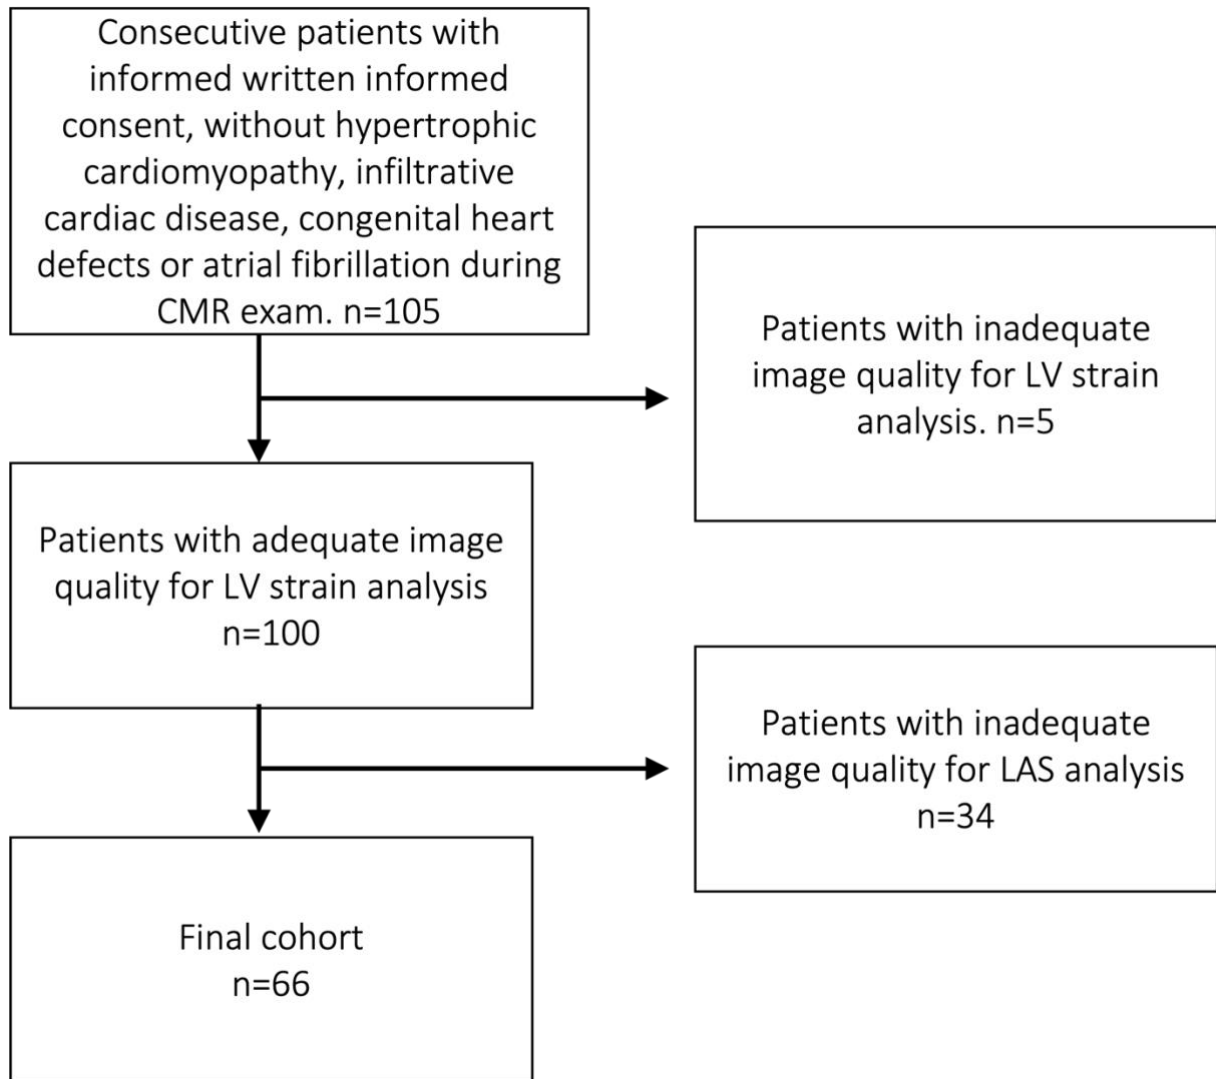 Consecutive patients with
informed written informed
consent, without hypertrophic
cardiomyopathy, infiltrative
cardiac disease, congenital heart
defects or atrial fibrillation during
CMR exam. n=105
Patients with inadequate
image quality for LV strain
analysis. n=5
Patients with adequate image
quality for LV strain analysis
n=100
Patients with inadequate
image quality for LAS analysis
n=34
Final cohort
n=66